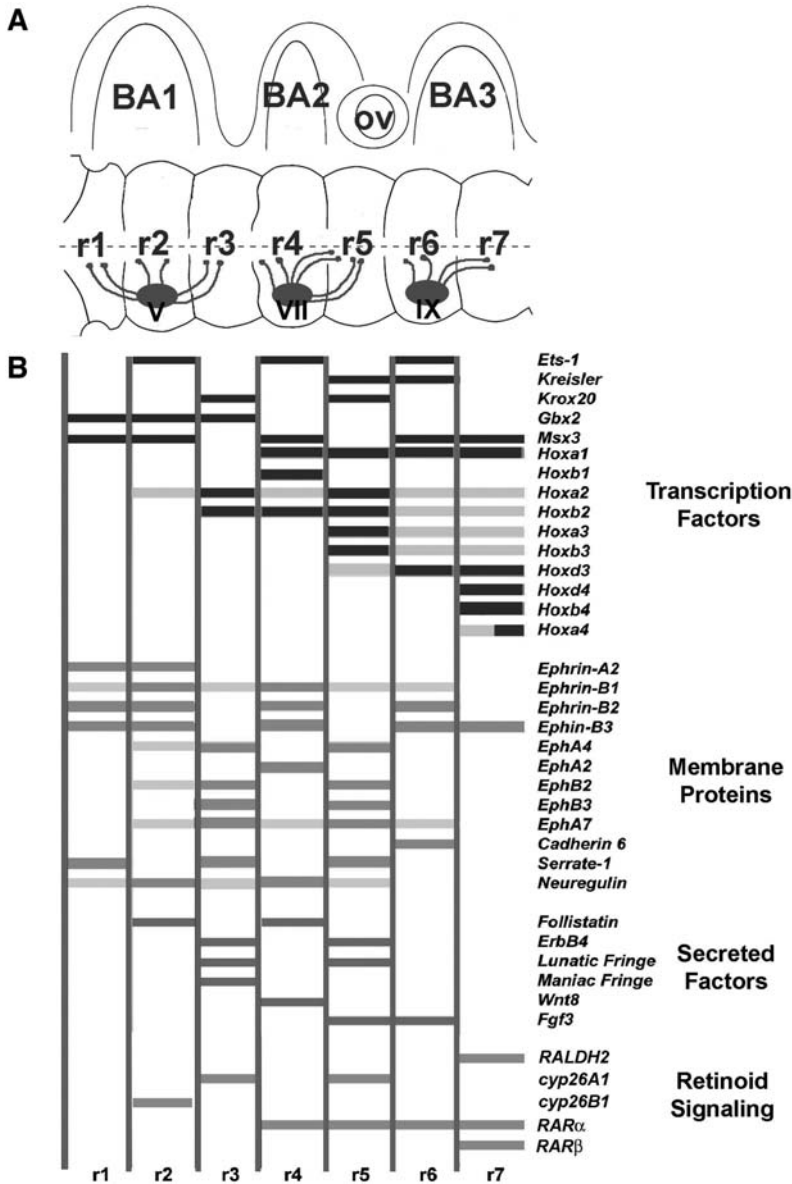 A
BA1 BA2 ov BA3
r1 r2 r3 r4 r5 r6 r7
V VII IX
B
Ets-1
Kreisler
Krox20
Gbx2
Msx3
Hoxa1
Hoxb1
Hoxa2
Hoxb2
Hoxa3
Hoxb3
Hoxd3
Hoxd4
Hoxb4
Hoxa4
Transcription
Factors
Ephrin-A2
Ephrin-B1
Ephrin-B2
Ephin-B3
EphA4
EphA2
EphB2
EphB3
EphA7
Cadherin 6
Serrate-1
Neuregulin
Membrane
Proteins
Follistatin
ErbB4
Lunatic Fringe
Maniac Fringe
Wnt8
Fgf3
Secreted
Factors
RALDH2
cyp26A1
cyp26B1
RARα
RARβ
Retinoid
Signaling
r1 r2 r3 r4 r5 r6 r7